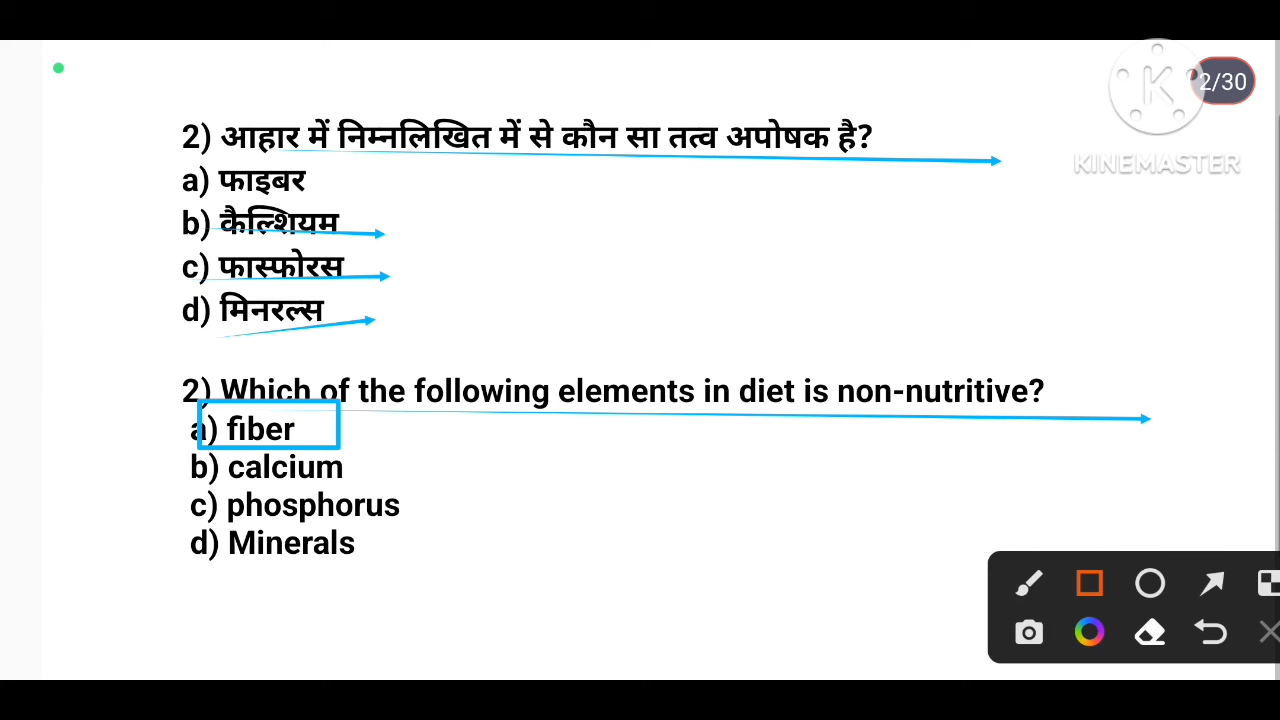 2/30
KINEMASTER
2) आहार में निम्नलिखित में से कौन सा तत्व अपोषक है?
a) फाइबर
b) कैल्शियम
c) फास्फोरस
d) मिनरल्स
2) Which of the following elements in diet is non-nutritive?
a) fiber
b) calcium
c) phosphorus
d) Minerals